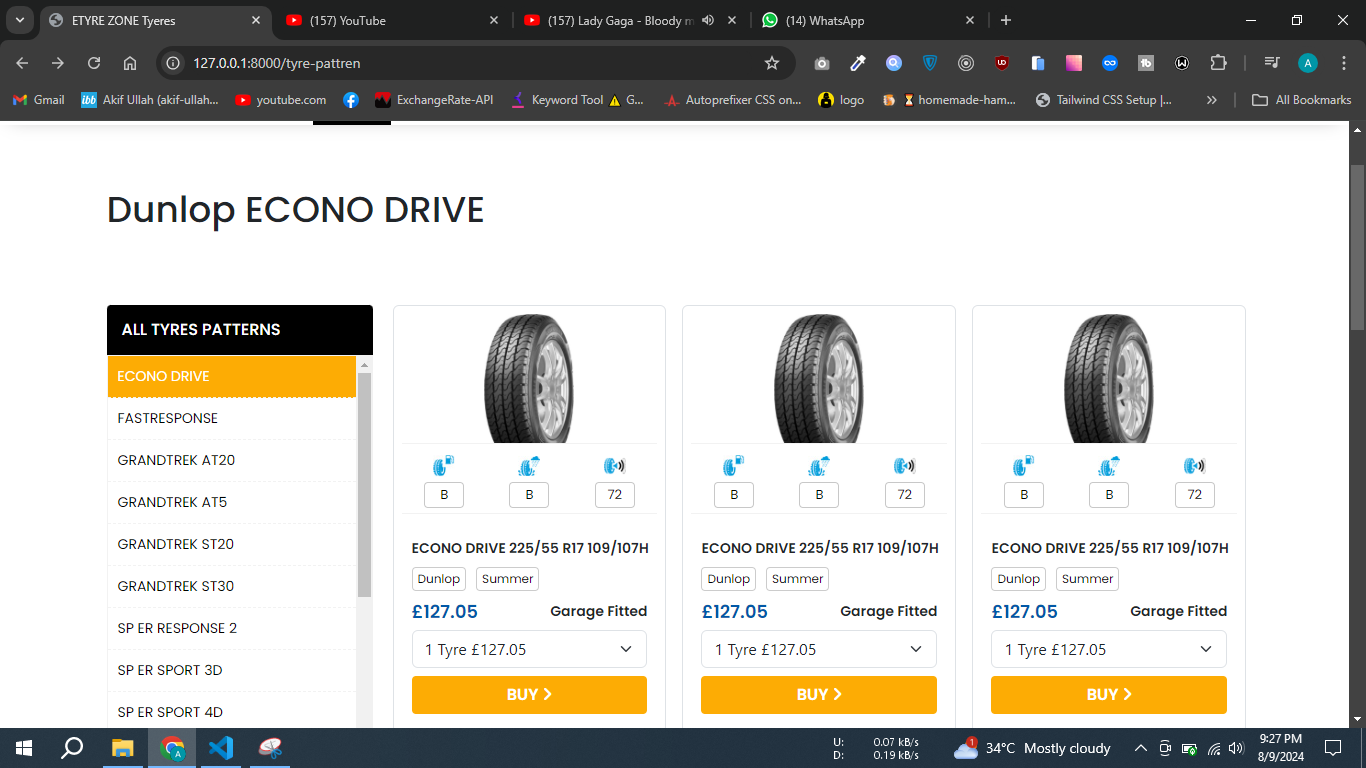 ETYRE ZONE Tyeres
(157) YouTube
(157) Lady Gaga - Bloody m
(14) WhatsApp
127.0.0.1:8000/tyre-pattren
A
Gmail
ibb Akif Ullah (akif-ullah...
youtube.com
ExchangeRate-API
Keyword Tool
G...
Autoprefixer CSS on...
logo
homemade-ham...
Tailwind CSS Setup |...
All Bookmarks
Dunlop ECONO DRIVE
ALL TYRES PATTERNS
ECONO DRIVE
FASTRESPONSE
GRANDTREK AT20
GRANDTREK AT5
GRANDTREK ST20
GRANDTREK ST30
SP ER RESPONSE 2
SP ER SPORT 3D
SP ER SPORT 4D
B B 72
ECONO DRIVE 225/55 R17 109/107H
Dunlop Summer
£127.05 Garage Fitted
1 Tyre £127.05
BUY
B B 72
ECONO DRIVE 225/55 R17 109/107H
Dunlop Summer
£127.05 Garage Fitted
1 Tyre £127.05
BUY
B B 72
ECONO DRIVE 225/55 R17 109/107H
Dunlop Summer
£127.05 Garage Fitted
1 Tyre £127.05
BUY
U: 0.07 kB/s
D: 0.19 kB/s
1
34°C Mostly cloudy
9:27 PM
8/9/2024